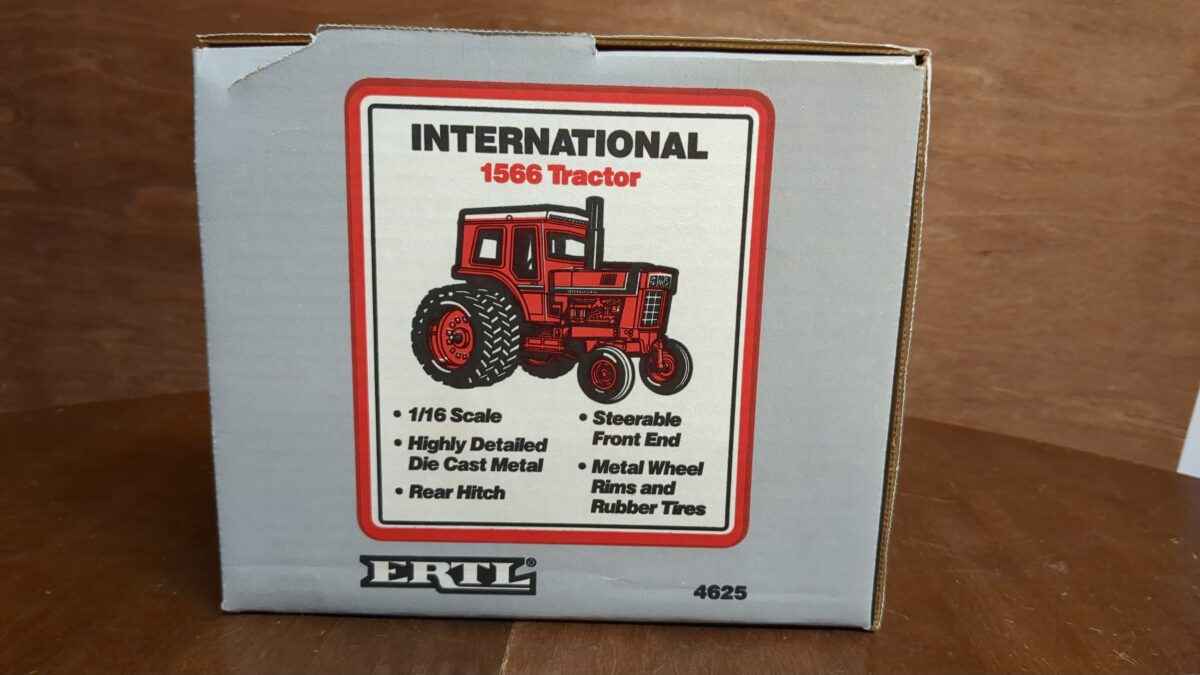 INTERNATIONAL
1566 Tractor
• 1/16 Scale
• Highly Detailed
Die Cast Metal
• Rear Hitch
• Steerable
Front End
• Metal Wheel
Rims and
Rubber Tires
ERTL®
4625